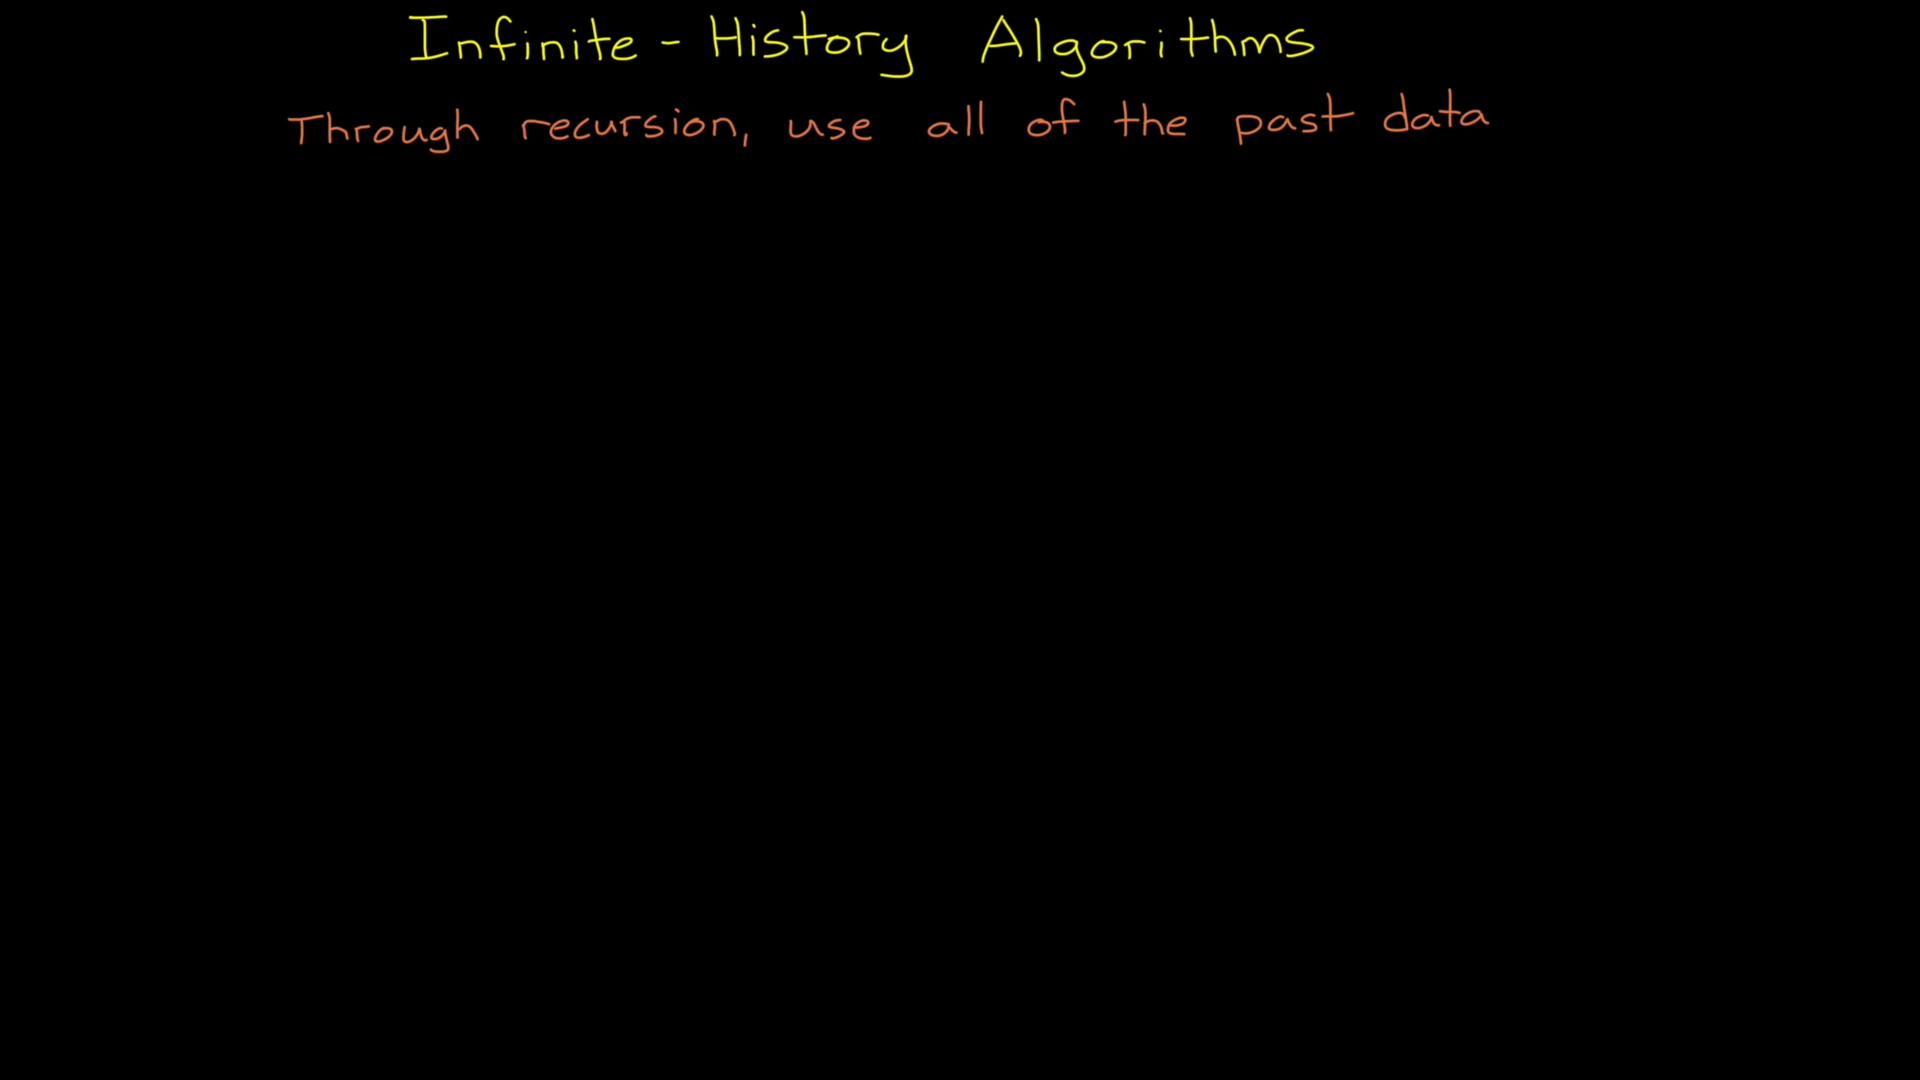 Infinite - History Algorithms
Through recursion, use all of the past data